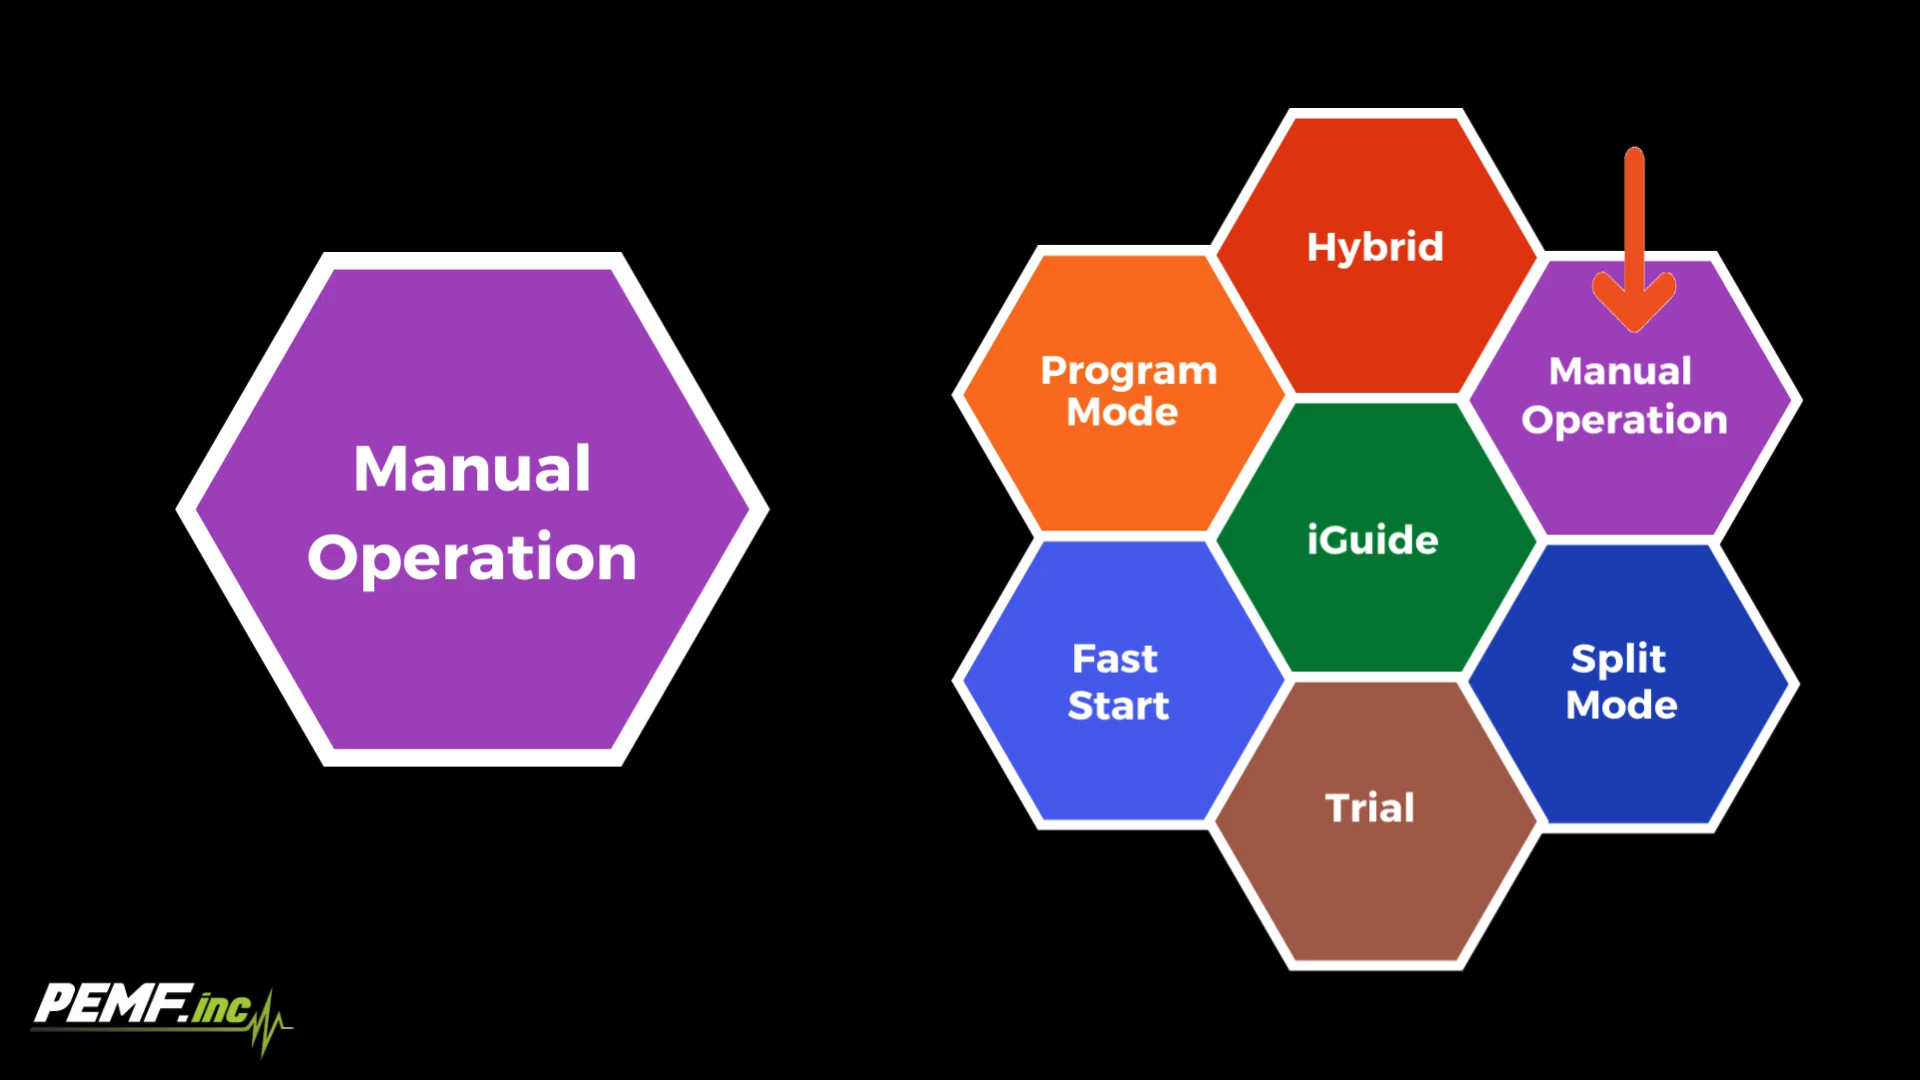 Manual
Operation
Hybrid
Program
Mode
Manual
Operation
iGuide
Fast
Start
Split
Mode
Trial
PEMF.inc